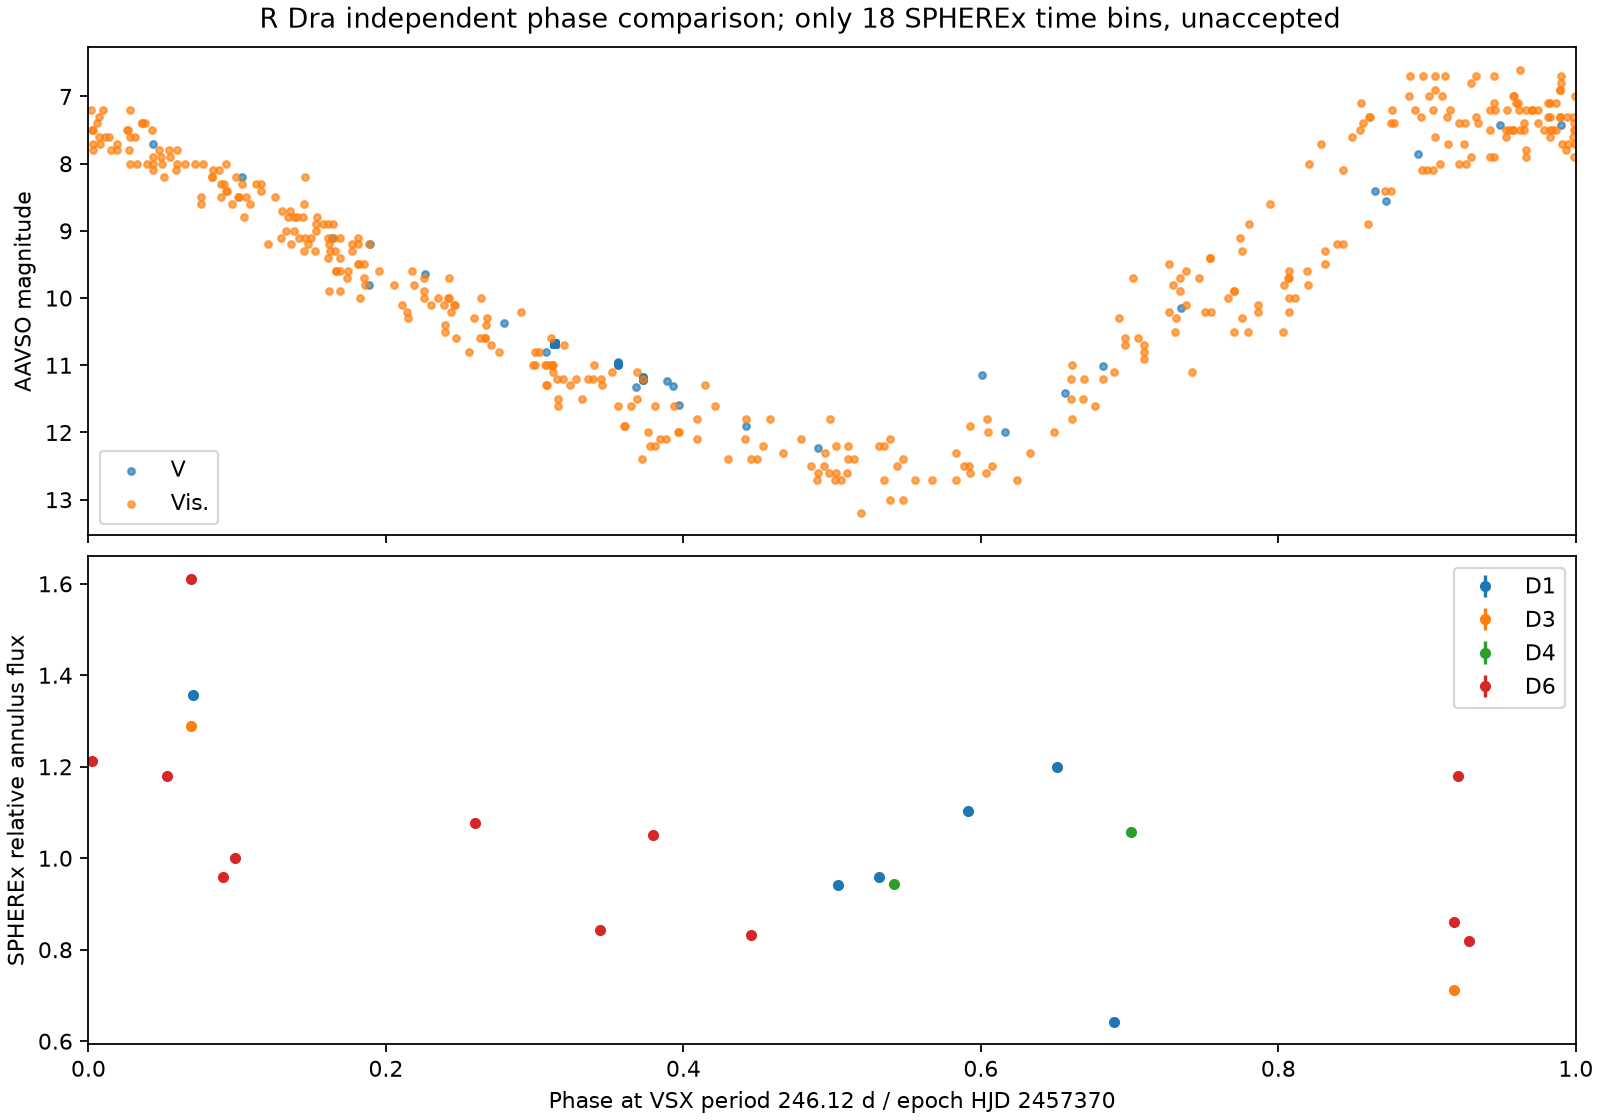 R Dra independent phase comparison; only 18 SPHEREx time bins, unaccepted
AAVSO magnitude
7
8
9
10
11
12
13
V
Vis.
SPHEREx relative annulus flux
1.6
1.4
1.2
1.0
0.8
0.6
D1
D3
D4
D6
0.0 0.2 0.4 0.6 0.8 1.0
Phase at VSX period 246.12 d / epoch HJD 2457370